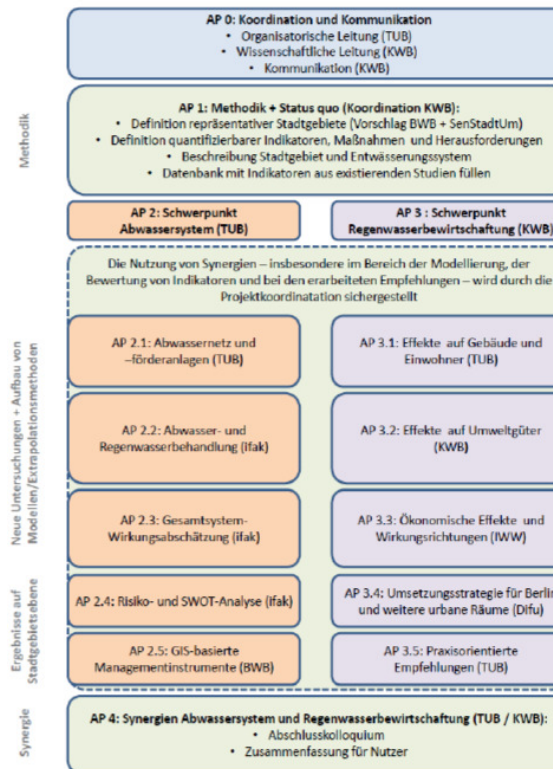 AP 0: Koordination und Kommunikation
• Organisatorische Leitung (TUB)
• Wissenschaftliche Leitung (KWB)
• Kommunikation (KWB)
Methodik
AP 1: Methodik + Status quo (Koordination KWB):
• Definition repräsentativer Stadtgebiete (Vorschlag BWB + SenStadtUm)
• Definition quantifizierbarer Indikatoren, Maßnahmen und Herausforderungen
• Beschreibung Stadtgebiet und Entwässerungssystem
• Datenbank mit Indikatoren aus existierenden Studien füllen
AP 2: Schwerpunkt
Abwassersystem (TUB)
AP 3 : Schwerpunkt
Regenwasserbewirtschaftung (KWB)
Die Nutzung von Synergien – insbesondere im Bereich der Modellierung, der
Bewertung von Indikatoren und bei den erarbeiteten Empfehlungen – wird durch die
Projektkoordinatation sichergestellt
Neue Untersuchungen + Aufbau von
Modellen/Extrapolationsmethoden
AP 2.1: Abwassernetz und
–förderanlagen (TUB)
AP 3.1: Effekte auf Gebäude und
Einwohner (TUB)
AP 2.2: Abwasser- und
Regenwasserbehandlung (ifak)
AP 3.2: Effekte auf Umweltgüter
(KWB)
AP 2.3: Gesamtsystem-
Wirkungsabschätzung (ifak)
AP 3.3: Ökonomische Effekte und
Wirkungsrichtungen (IWW)
Ergebnisse auf
Stadtgebietsebene
AP 2.4: Risiko- und SWOT-Analyse (ifak)
AP 3.4: Umsetzungsstrategie für Berlin
und weitere urbane Räume (Difu)
AP 2.5: GIS-basierte
Managementinstrumente (BWB)
AP 3.5: Praxisorientierte
Empfehlungen (TUB)
Synergie
AP 4: Synergien Abwassersystem und Regenwasserbewirtschaftung (TUB / KWB):
• Abschlusskolloquium
• Zusammenfassung für Nutzer